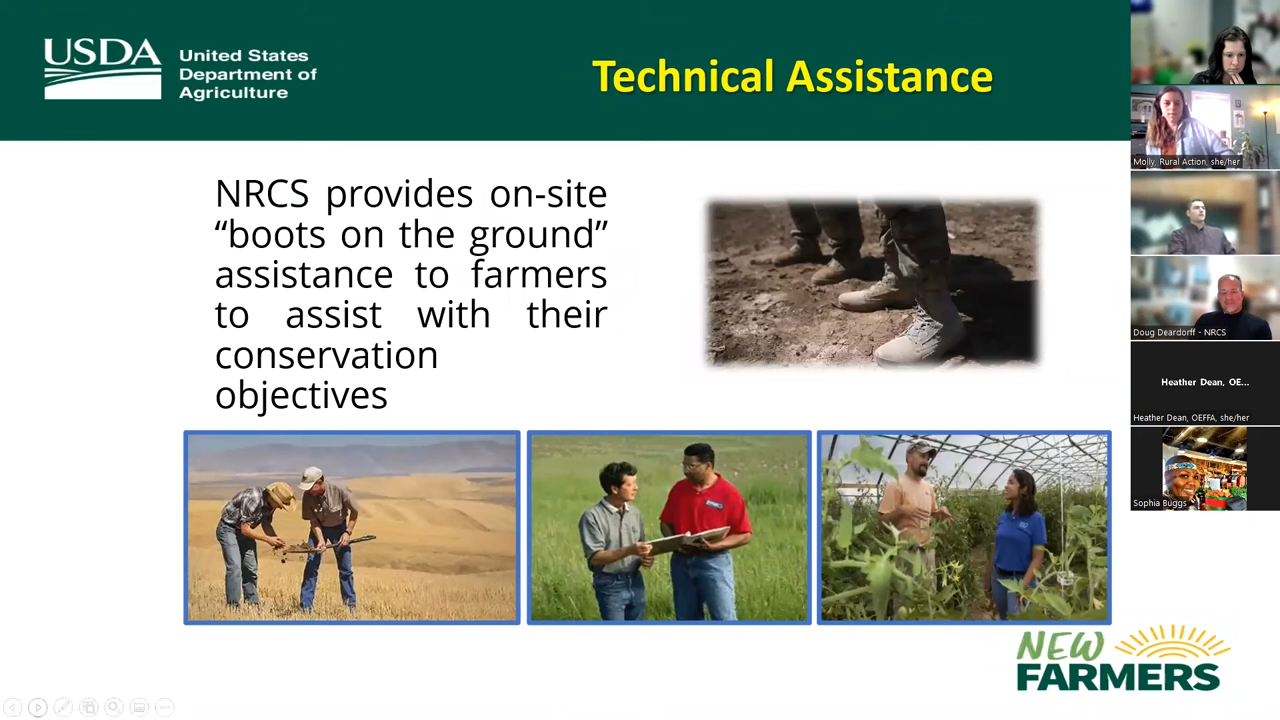 USDA
United States
Department of
Agriculture
Technical Assistance
NRCS provides on-site
“boots on the ground”
assistance to farmers
to assist with their
conservation
objectives
NEW
FARMERS
Molly, Rural Action, she/her
Doug Deardorff - NRCS
Heather Dean, OE...
Heather Dean, OEFFA, she/her
Sophia Buggs